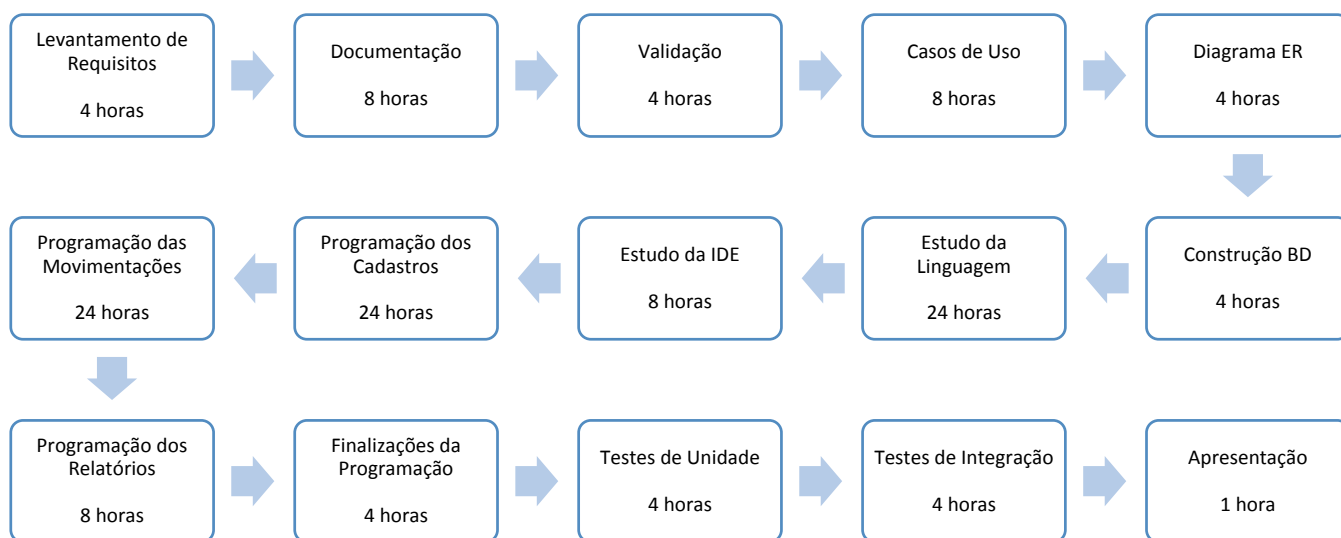 Levantamento de
Requisitos
4 horas
Documentação
8 horas
Validação
4 horas
Casos de Uso
8 horas
Diagrama ER
4 horas
Construção BD
4 horas
Estudo da
Linguagem
24 horas
Estudo da IDE
8 horas
Programação dos
Cadastros
24 horas
Programação das
Movimentações
24 horas
Programação dos
Relatórios
8 horas
Finalizações da
Programação
4 horas
Testes de Unidade
4 horas
Testes de Integração
4 horas
Apresentação
1 hora